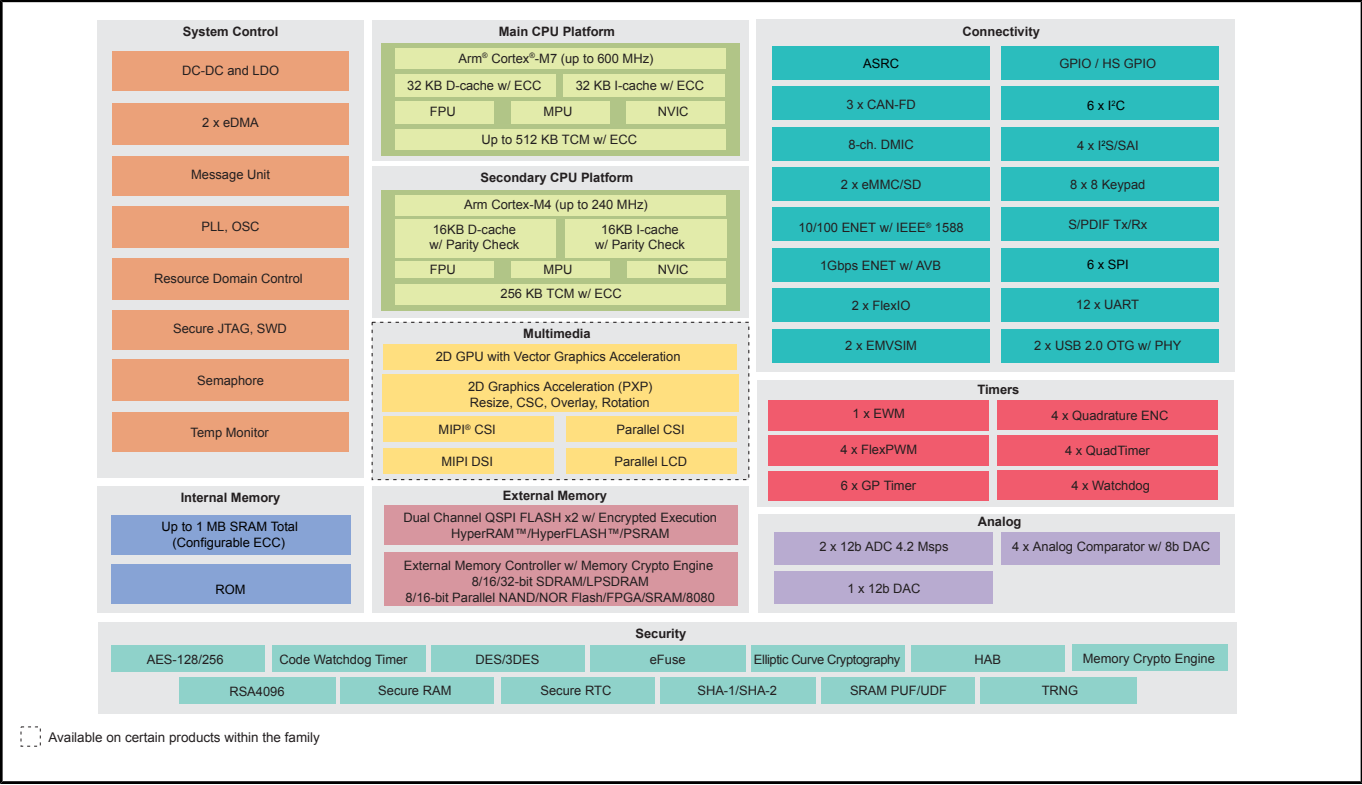 System Control
DC-DC and LDO
2 x eDMA
Message Unit
PLL, OSC
Resource Domain Control
Secure JTAG, SWD
Semaphore
Temp Monitor
Main CPU Platform
Arm® Cortex®-M7 (up to 600 MHz)
32 KB D-cache w/ ECC
32 KB I-cache w/ ECC
FPU
MPU
NVIC
Up to 512 KB TCM w/ ECC
Secondary CPU Platform
Arm Cortex-M4 (up to 240 MHz)
16KB D-cache
w/ Parity Check
16KB I-cache
w/ Parity Check
FPU
MPU
NVIC
256 KB TCM w/ ECC
Multimedia
2D GPU with Vector Graphics Acceleration
2D Graphics Acceleration (PXP)
Resize, CSC, Overlay, Rotation
MIPI® CSI
Parallel CSI
MIPI DSI
Parallel LCD
Connectivity
ASRC
GPIO / HS GPIO
3 x CAN-FD
6 x I²C
8-ch. DMIC
4 x I²S/SAI
2 x eMMC/SD
8 x 8 Keypad
10/100 ENET w/ IEEE® 1588
S/PDIF Tx/Rx
1Gbps ENET w/ AVB
6 x SPI
2 x FlexIO
12 x UART
2 x EMVSIM
2 x USB 2.0 OTG w/ PHY
Timers
1 x EWM
4 x Quadrature ENC
4 x FlexPWM
4 x QuadTimer
6 x GP Timer
4 x Watchdog
Internal Memory
Up to 1 MB SRAM Total
(Configurable ECC)
ROM
External Memory
Dual Channel QSPI FLASH x2 w/ Encrypted Execution
HyperRAM™/HyperFLASH™/PSRAM
External Memory Controller w/ Memory Crypto Engine
8/16/32-bit SDRAM/LPSDRAM
8/16-bit Parallel NAND/NOR Flash/FPGA/SRAM/8080
Analog
2 x 12b ADC 4.2 Msps
4 x Analog Comparator w/ 8b DAC
1 x 12b DAC
Security
AES-128/256
Code Watchdog Timer
DES/3DES
eFuse
Elliptic Curve Cryptography
HAB
Memory Crypto Engine
RSA4096
Secure RAM
Secure RTC
SHA-1/SHA-2
SRAM PUF/UDF
TRNG
Available on certain products within the family